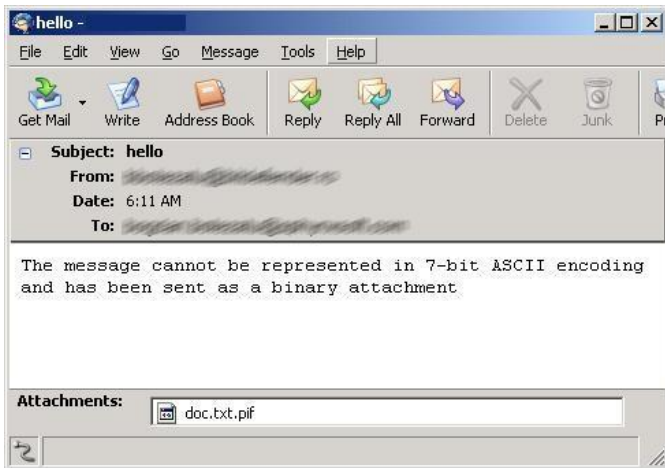 hello -
File Edit View Go Message Tools Help
Get Mail Write Address Book Reply Reply All Forward Delete Junk
Subject: hello
From:
Date: 6:11 AM
To:
The message cannot be represented in 7-bit ASCII encoding
and has been sent as a binary attachment
Attachments:
doc.txt.pif